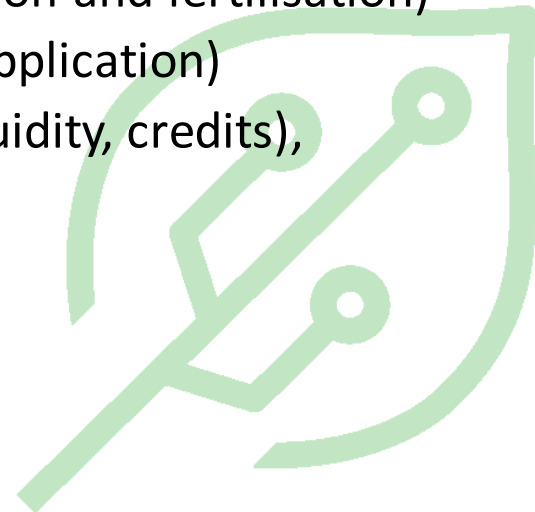 on and fertilisation)
pplication)
uidity, credits),